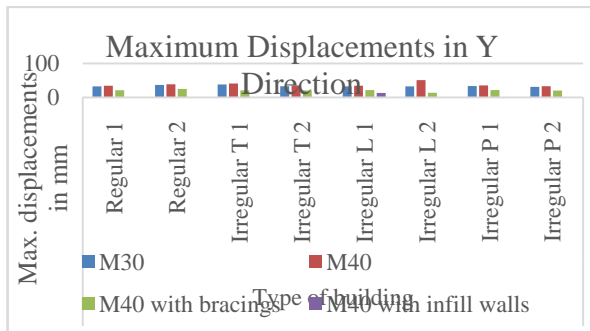 Maximum Displacements in Y
Direction
100
0
Max. displacements
in mm
Regular 1
Regular 2
Irregular T 1
Irregular T 2
Irregular L 1
Irregular L 2
Irregular P 1
Irregular P 2
Type of building
M30
M40
M40 with bracings
M40 with infill walls